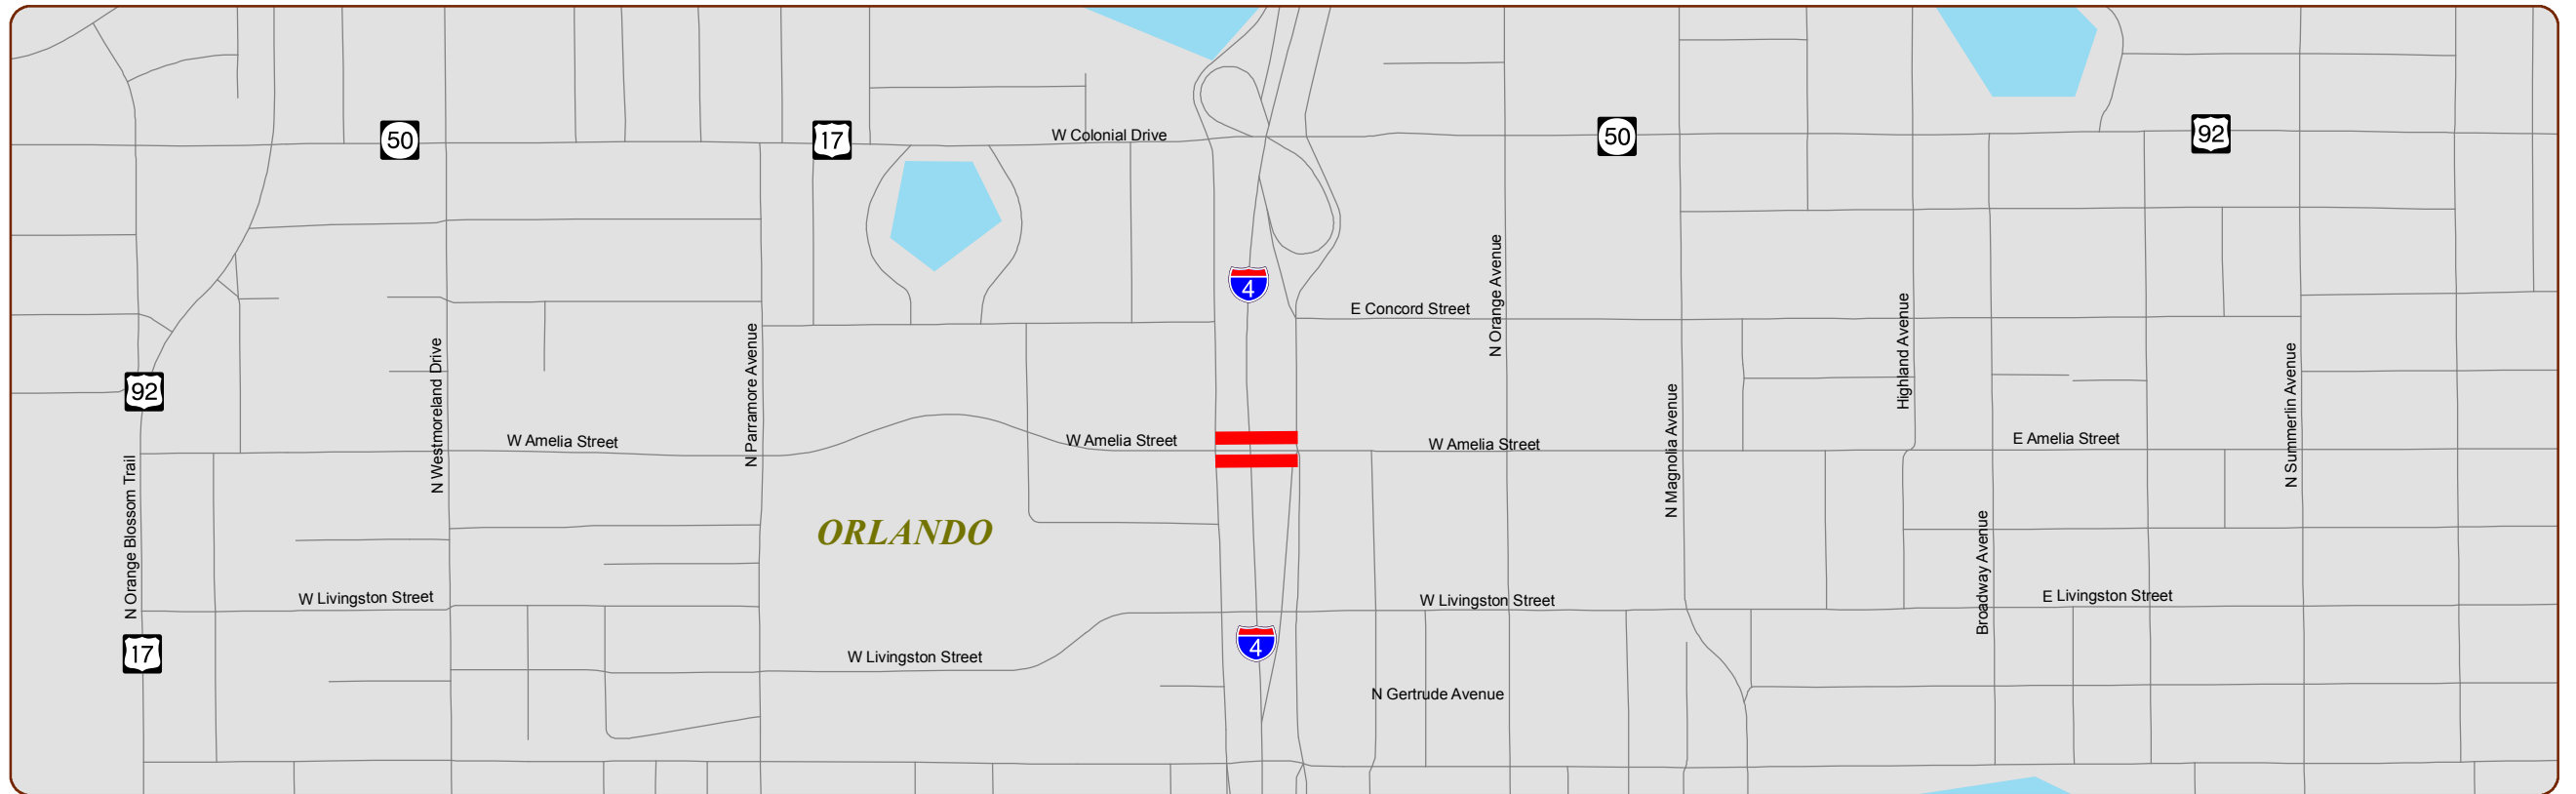 W Colonial Drive
50
17
50
92
4
N Orange Avenue
E Concord Street
Highland Avenue
N Westmoreland Drive
N Parramore Avenue
N Summerlin Avenue
92
N Magnolia Avenue
W Amelia Street
W Amelia Street
W Amelia Street
E Amelia Street
N Orange Blossom Trail
ORLANDO
Broadway Avenue
W Livingston Street
W Livingston Street
E Livingston Street
17
4
W Livingston Street
N Gertrude Avenue